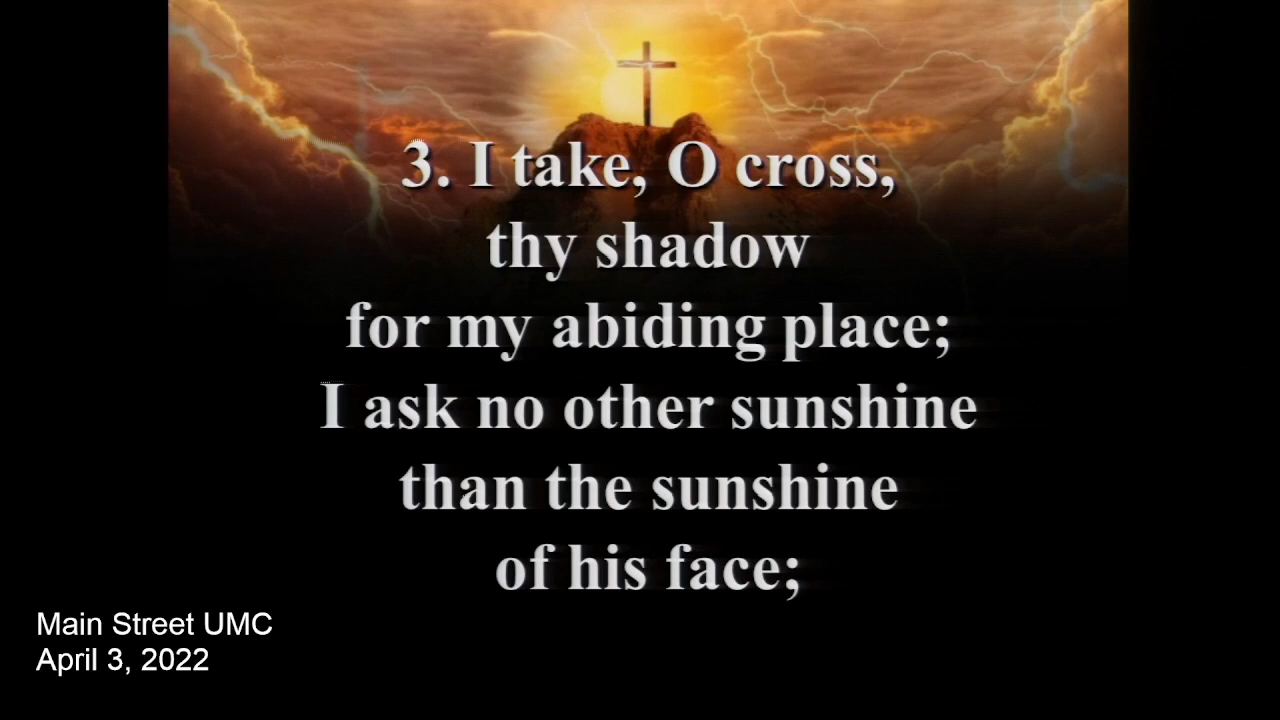 3. I take, O cross,
thy shadow
for my abiding place;
I ask no other sunshine
than the sunshine
of his face;
Main Street UMC
April 3, 2022